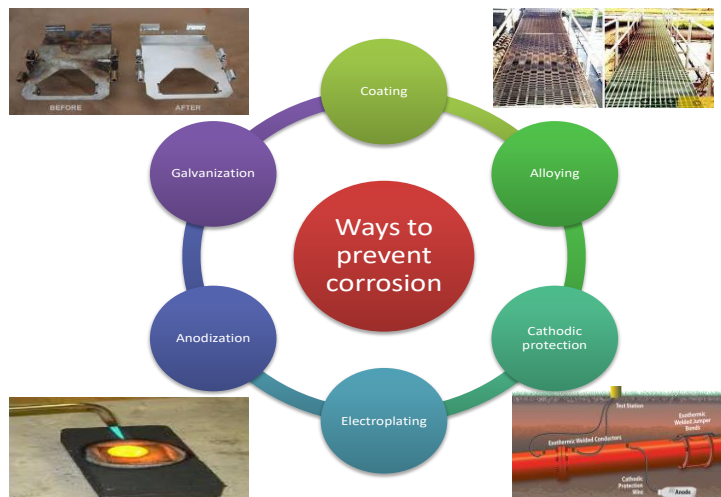 BEFORE
AFTER
Coating
Galvanization
Alloying
Ways to
prevent
corrosion
Anodization
Cathodic
protection
Electroplating
Test Station
Exothermic
Welded Jumper
Bonds
Exothermic Welded Conductors
Cathodic
Protection
Wire
Anode